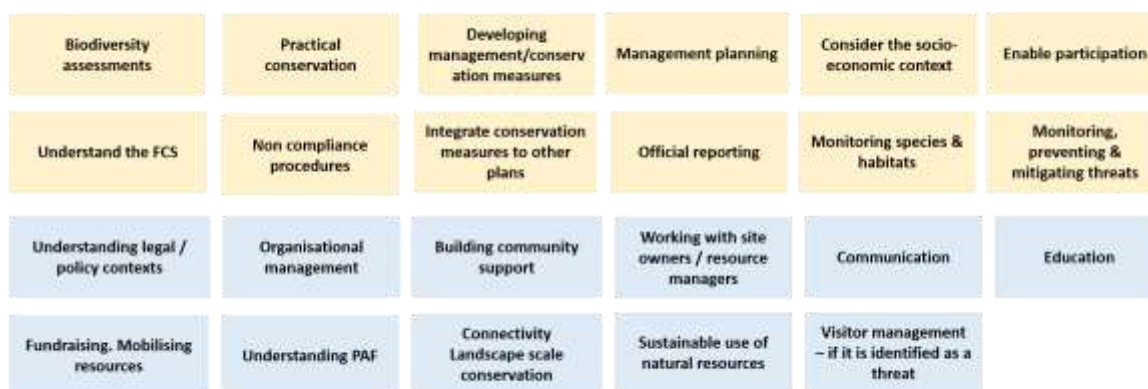 Biodiversity
assessments
Practical
conservation
Developing
management/conserv
ation measures
Management planning
Consider the socio-
economic context
Enable participation
Understand the FCS
Non compliance
procedures
Integrate conservation
measures to other
plans
Official reporting
Monitoring species &
habitats
Monitoring,
preventing &
mitigating threats
Understanding legal /
policy contexts
Organisational
management
Building community
support
Working with site
owners / resource
managers
Communication
Education
Fundraising. Mobilising
resources
Understanding PAF
Connectivity
Landscape scale
conservation
Sustainable use of
natural resources
Visitor management
– if it is identified as a
threat